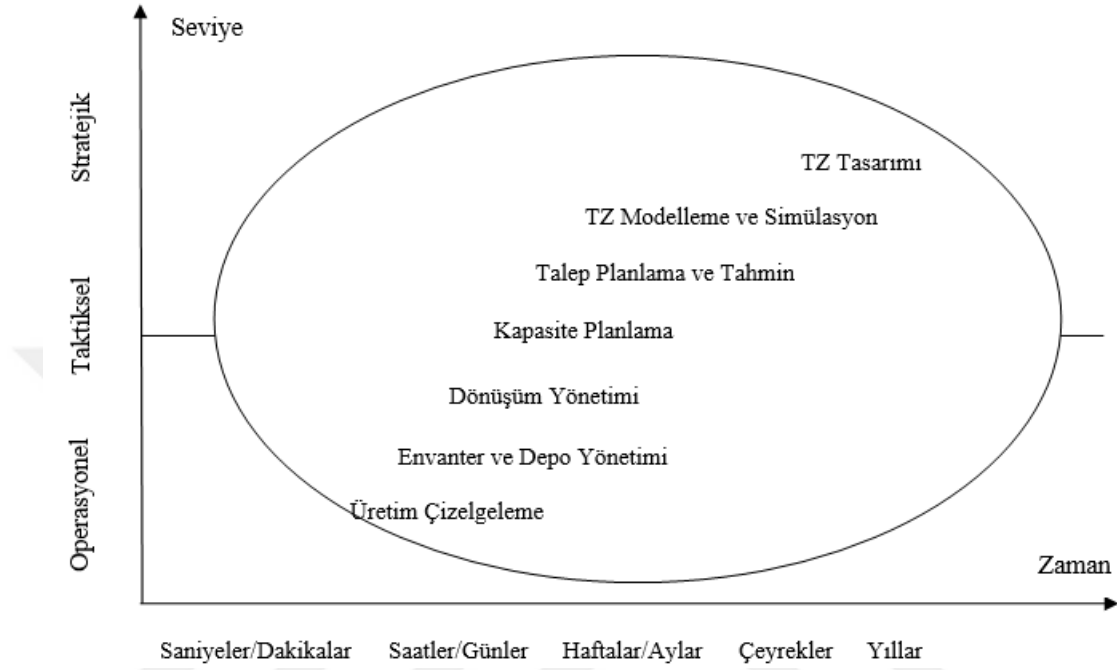 Seviye
Stratejik
TZ Tasarımı
TZ Modelleme ve Simülasyon
Talep Planlama ve Tahmin
Taktiksel
Kapasite Planlama
Dönüşüm Yönetimi
Envanter ve Depo Yönetimi
Operasyonel
Üretim Çizelgeleme
Zaman
Saniyeler/Dakikalar Saatler/Günler Haftalar/Aylar Çeyrekler Yıllar